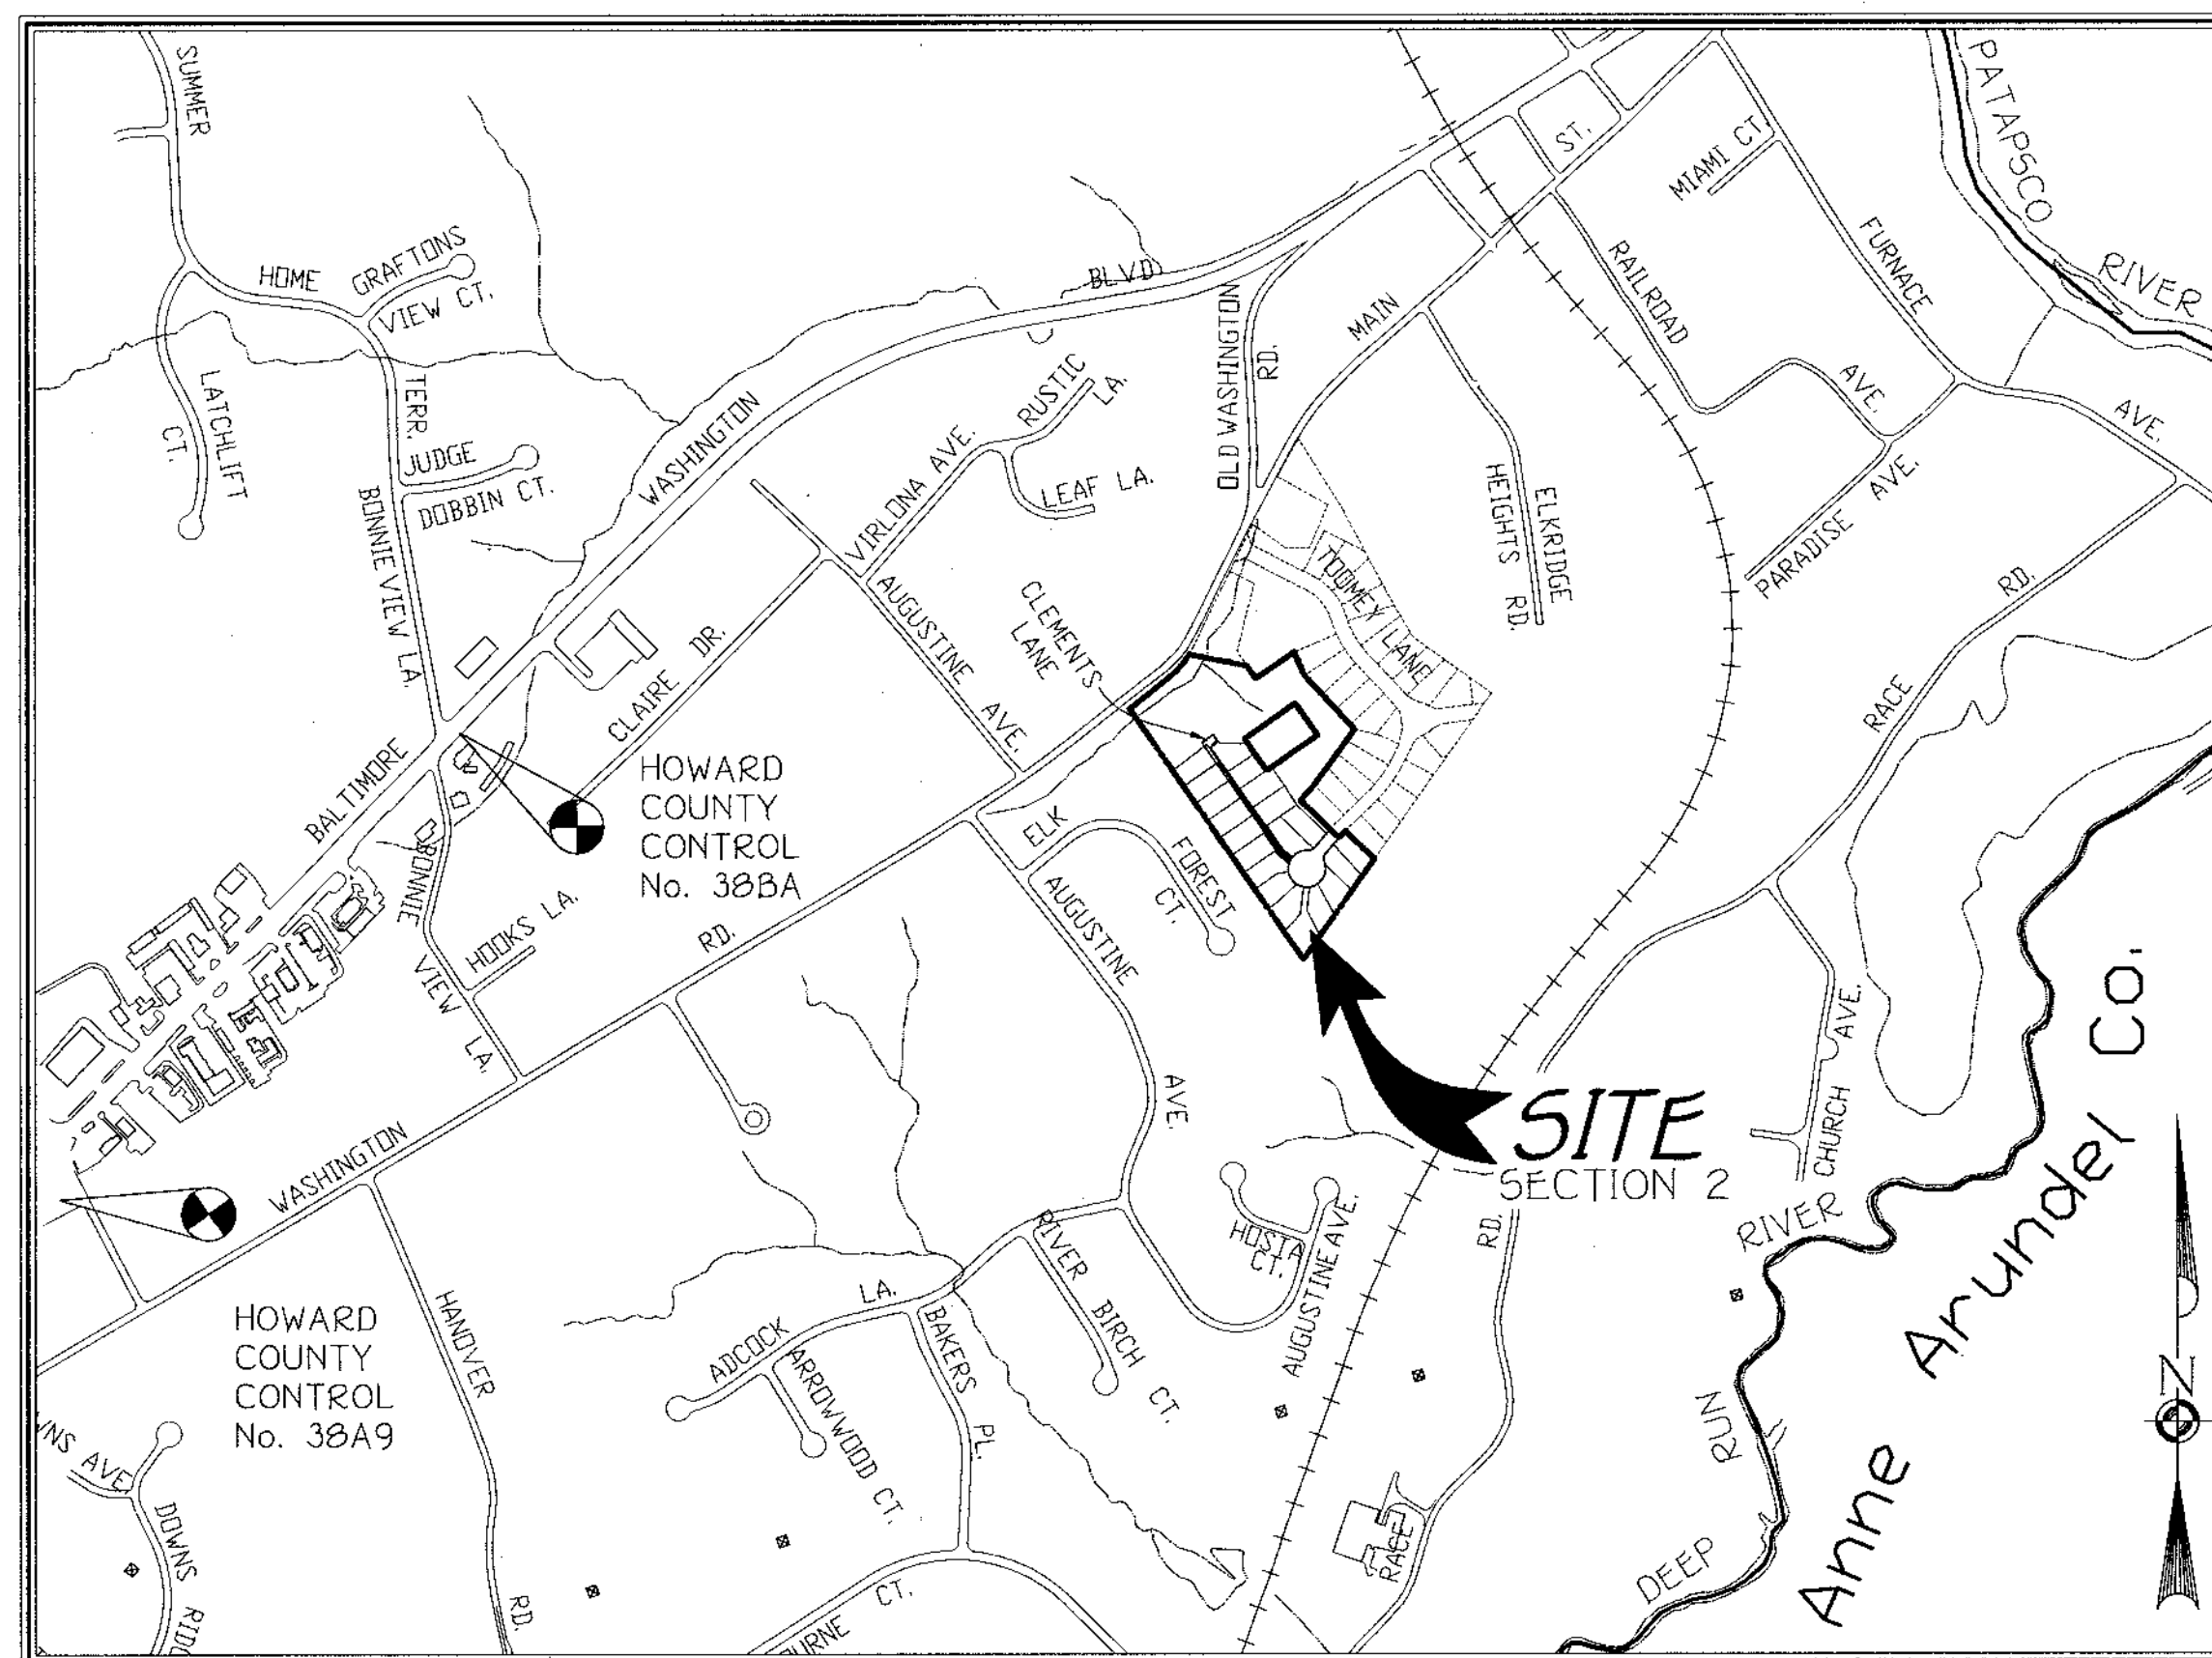 SUMMER
HOME
GRAFTONS
VIEW CT.
LATCHLIFT
CT.
TERR.
JUDGE
DOBBIN CT.
BONNIE VIEW LA.
WASHINGTON
BLVD
BALTIMORE
OLD WASHINGTON
RD.
MAIN
ST.
MIAMI CT.
PATAPSCO
RIVER
FURNACE
AVE.
RAILROAD
AVE.
PARADISE AVE.
RUSTIC
LA.
VIRLONA AVE.
LEAF LA.
CLAIRE DR.
AUGUSTINE
AVE.
CLEMENTS
LANE
TOOMEY LANE
ELKRIDGE
HEIGHTS RD.
RACE
RD.
HOWARD
COUNTY
CONTROL
No. 38BA
BONNIE
VIEW
LA.
HOOKS LA.
RD.
ELK
FOREST
CT.
AUGUSTINE
AVE.
CHURCH AVE.
SITE
SECTION 2
WASHINGTON
HOWARD
COUNTY
CONTROL
No. 38A9
HANOVER
RD.
WNS AVE
DOWNS RIDG
LA.
ADCOCK
ARROWWOOD CT.
BAKERS
PL.
RIVER BIRCH CT.
HOSTA
CT.
AUGUSTINE AVE.
RD.
RACE
URNE
CT.
RIVER
DEEP
RUN
Anne Arundel Co.
N